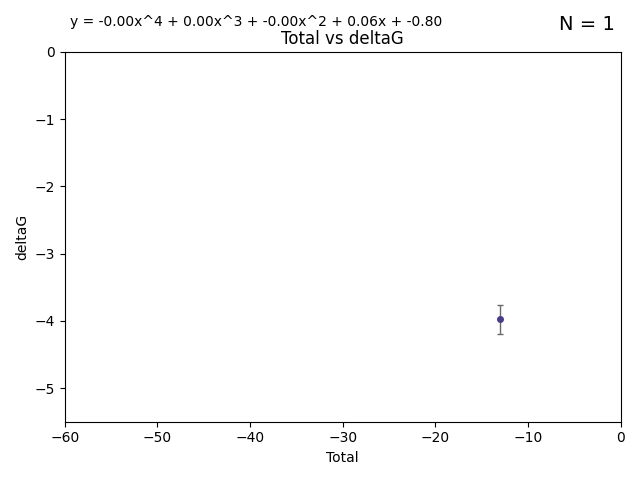 y = -0.00x^4 + 0.00x^3 + -0.00x^2 + 0.06x + -0.80
N = 1
Total vs deltaG
0
−1
−2
−3
−4
−5
deltaG
−60 −50 −40 −30 −20 −10 0
Total